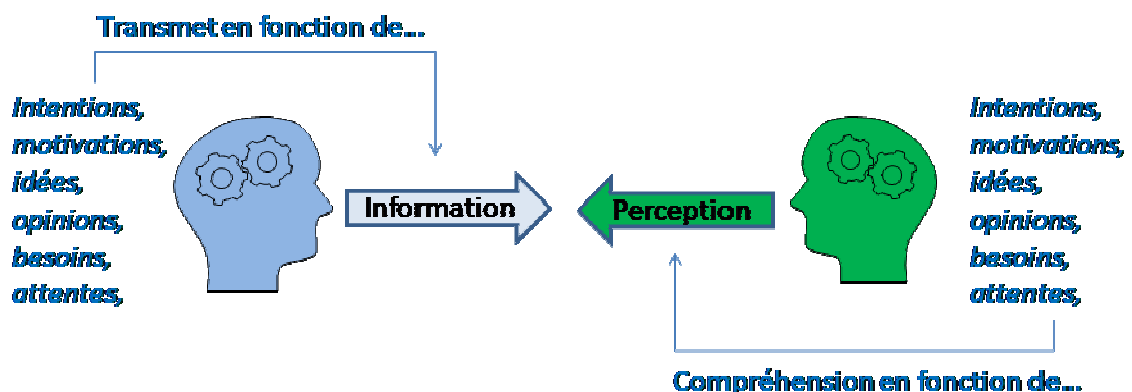 Transmet en fonction de...
Intentions,
motivations,
idées,
opinions,
besoins,
attentes,
Information
Perception
Intentions,
motivations,
idées,
opinions,
besoins,
attentes,
Compréhension en fonction de...